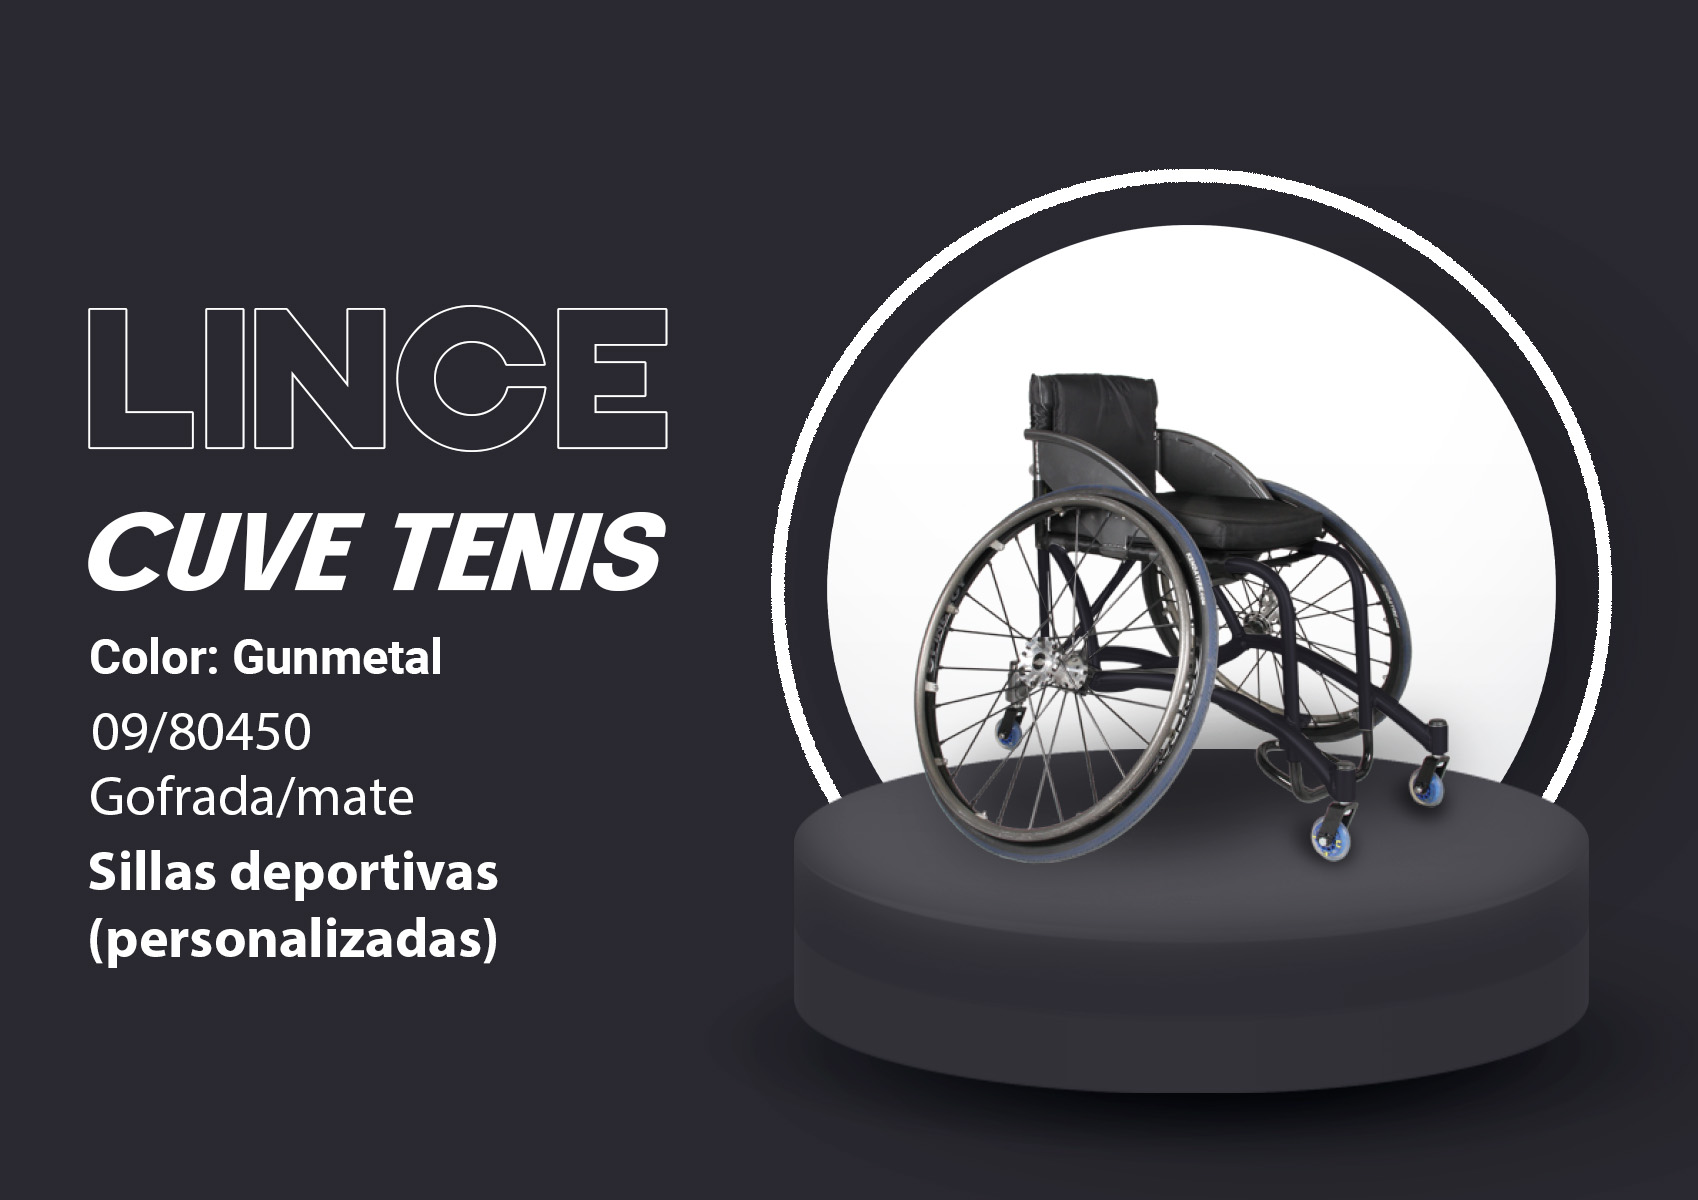 LINCE
CUVE TENIS
Color: Gunmetal
09/80450
Gofrada/mate
Sillas deportivas
(personalizadas)